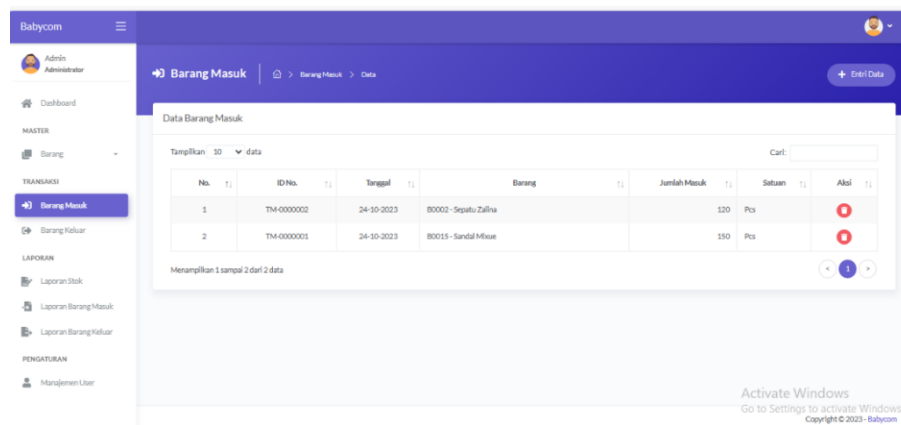 Babycom
Admin
Administrator
Dashboard
MASTER
Barang
TRANSAKSI
Barang Masuk
Barang Keluar
LAPORAN
Laporan Stok
Laporan Barang Masuk
Laporan Barang Keluar
PENGATURAN
Manajemen User
Barang Masuk > Barang Masuk > Data
+ Entri Data
Data Barang Masuk
Tampilkan 10 data Cari:
No. ID No. Tanggal Barang Jumlah Masuk Satuan Aksi
1 TM-0000002 24-10-2023 B0002 - Sepatu Zalina 120 Pcs
2 TM-0000001 24-10-2023 B0015 - Sandal Mixue 150 Pcs
Menampilkan 1 sampai 2 dari 2 data < 1 >
Activate Windows
Go to Settings to activate Windows
Copyright © 2023 - Babycom